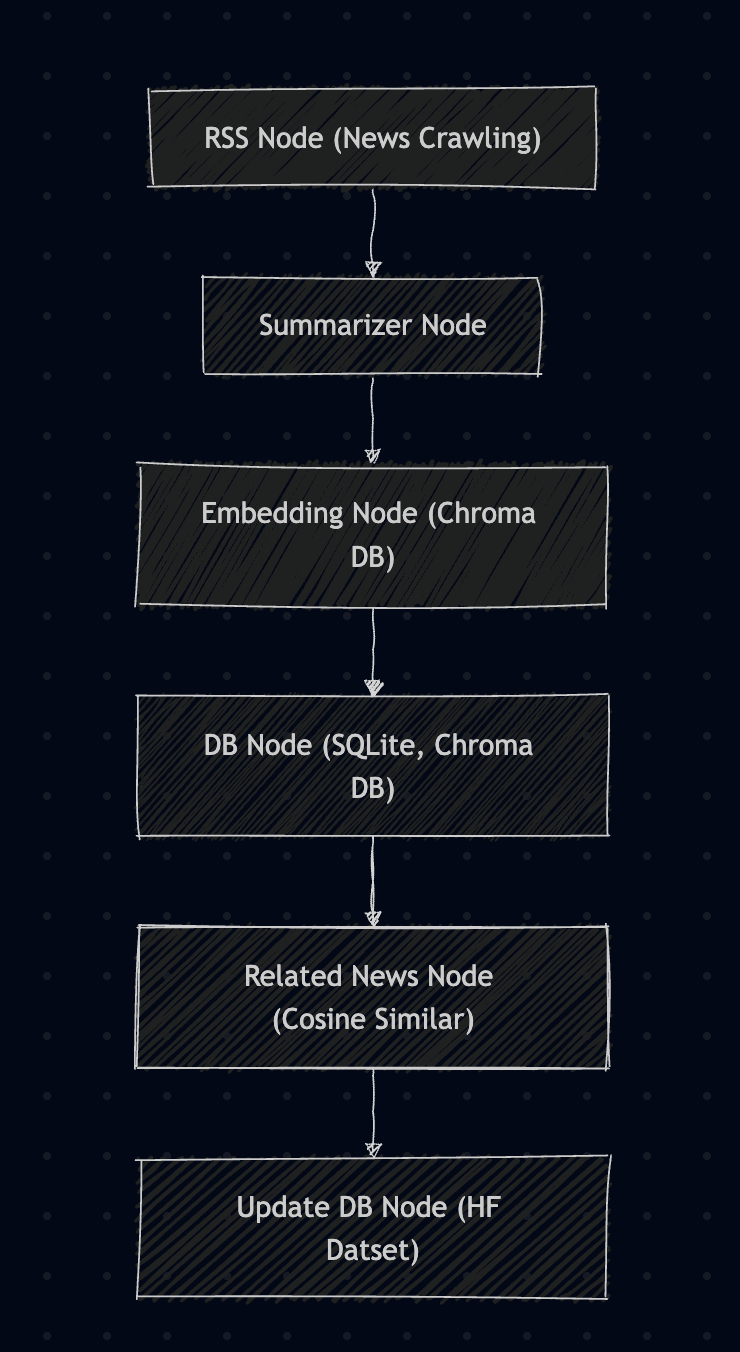 RSS Node (News Crawling)
Summarizer Node
Embedding Node (Chroma
DB)
DB Node (SQLite, Chroma
DB)
Related News Node
(Cosine Similar)
Update DB Node (HF
Datset)